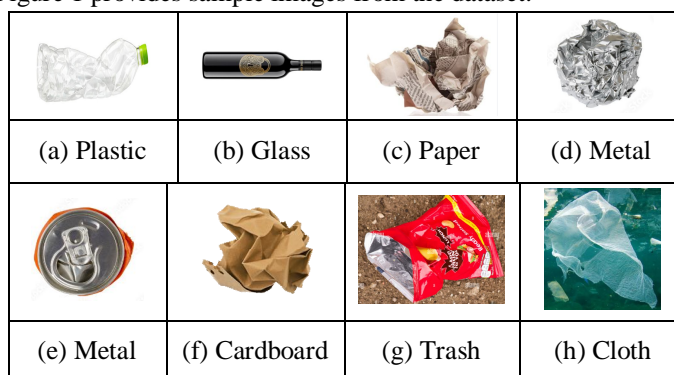 Figure 1 provides sample images from the dataset.
(a) Plastic
(b) Glass
(c) Paper
(d) Metal
(e) Metal
(f) Cardboard
(g) Trash
(h) Cloth